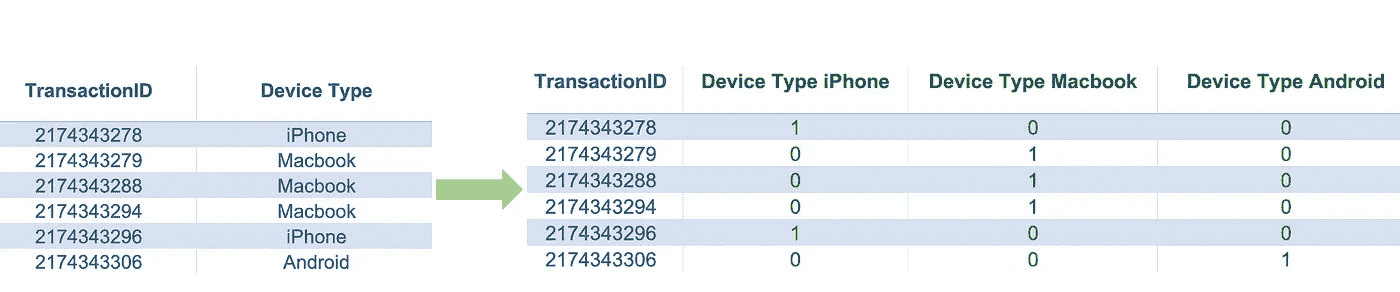 TransactionID Device Type
2174343278 iPhone
2174343279 Macbook
2174343288 Macbook
2174343294 Macbook
2174343296 iPhone
2174343306 Android
TransactionID Device Type iPhone Device Type Macbook Device Type Android
2174343278 1 0 0
2174343279 0 1 0
2174343288 0 1 0
2174343294 0 1 0
2174343296 1 0 0
2174343306 0 0 1